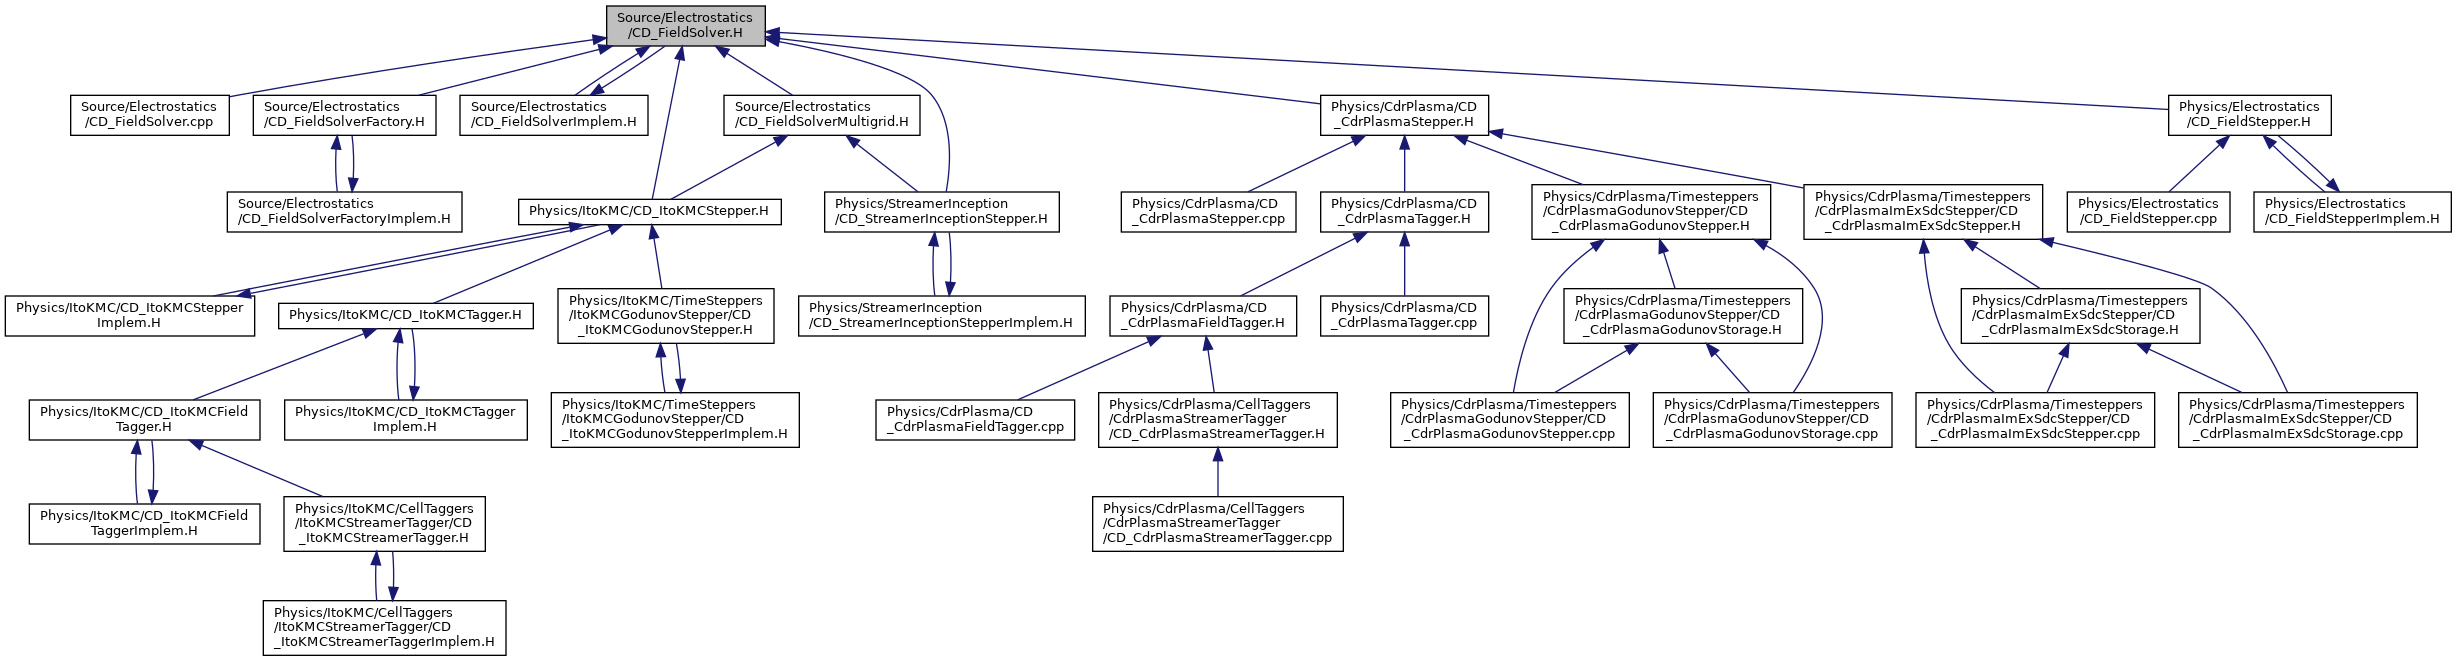 Source/Electrostatics
/CD_FieldSolver.H
Source/Electrostatics
/CD_FieldSolver.cpp
Source/Electrostatics
/CD_FieldSolverFactory.H
Source/Electrostatics
/CD_FieldSolverImplem.H
Source/Electrostatics
/CD_FieldSolverMultigrid.H
Physics/CdrPlasma/CD
_CdrPlasmaStepper.H
Physics/Electrostatics
/CD_FieldStepper.H
Source/Electrostatics
/CD_FieldSolverFactoryImplem.H
Physics/ItoKMC/CD_ItoKMCStepper.H
Physics/StreamerInception
/CD_StreamerInceptionStepper.H
Physics/CdrPlasma/CD
_CdrPlasmaStepper.cpp
Physics/CdrPlasma/CD
_CdrPlasmaTagger.H
Physics/CdrPlasma/Timesteppers
/CdrPlasmaGodunovStepper/CD
_CdrPlasmaGodunovStepper.H
Physics/CdrPlasma/Timesteppers
/CdrPlasmaImExSdcStepper/CD
_CdrPlasmaImExSdcStepper.H
Physics/Electrostatics
/CD_FieldStepper.cpp
Physics/Electrostatics
/CD_FieldStepperImplem.H
Physics/ItoKMC/CD_ItoKMCStepper
Implem.H
Physics/ItoKMC/CD_ItoKMCTagger.H
Physics/ItoKMC/TimeSteppers
/ItoKMCGodunovStepper/CD
_ItoKMCGodunovStepper.H
Physics/StreamerInception
/CD_StreamerInceptionStepperImplem.H
Physics/CdrPlasma/CD
_CdrPlasmaFieldTagger.H
Physics/CdrPlasma/CD
_CdrPlasmaTagger.cpp
Physics/CdrPlasma/Timesteppers
/CdrPlasmaGodunovStepper/CD
_CdrPlasmaGodunovStorage.H
Physics/CdrPlasma/Timesteppers
/CdrPlasmaImExSdcStepper/CD
_CdrPlasmaImExSdcStorage.H
Physics/ItoKMC/CD_ItoKMCField
Tagger.H
Physics/ItoKMC/CD_ItoKMCTagger
Implem.H
Physics/ItoKMC/TimeSteppers
/ItoKMCGodunovStepper/CD
_ItoKMCGodunovStepperImplem.H
Physics/CdrPlasma/CD
_CdrPlasmaFieldTagger.cpp
Physics/CdrPlasma/CellTaggers
/CdrPlasmaStreamerTagger
/CD_CdrPlasmaStreamerTagger.H
Physics/CdrPlasma/Timesteppers
/CdrPlasmaGodunovStepper/CD
_CdrPlasmaGodunovStepper.cpp
Physics/CdrPlasma/Timesteppers
/CdrPlasmaGodunovStepper/CD
_CdrPlasmaGodunovStorage.cpp
Physics/CdrPlasma/Timesteppers
/CdrPlasmaImExSdcStepper/CD
_CdrPlasmaImExSdcStepper.cpp
Physics/CdrPlasma/Timesteppers
/CdrPlasmaImExSdcStepper/CD
_CdrPlasmaImExSdcStorage.cpp
Physics/ItoKMC/CD_ItoKMCField
TaggerImplem.H
Physics/ItoKMC/CellTaggers
/ItoKMCStreamerTagger/CD
_ItoKMCStreamerTagger.H
Physics/CdrPlasma/CellTaggers
/CdrPlasmaStreamerTagger
/CD_CdrPlasmaStreamerTagger.cpp
Physics/ItoKMC/CellTaggers
/ItoKMCStreamerTagger/CD
_ItoKMCStreamerTaggerImplem.H